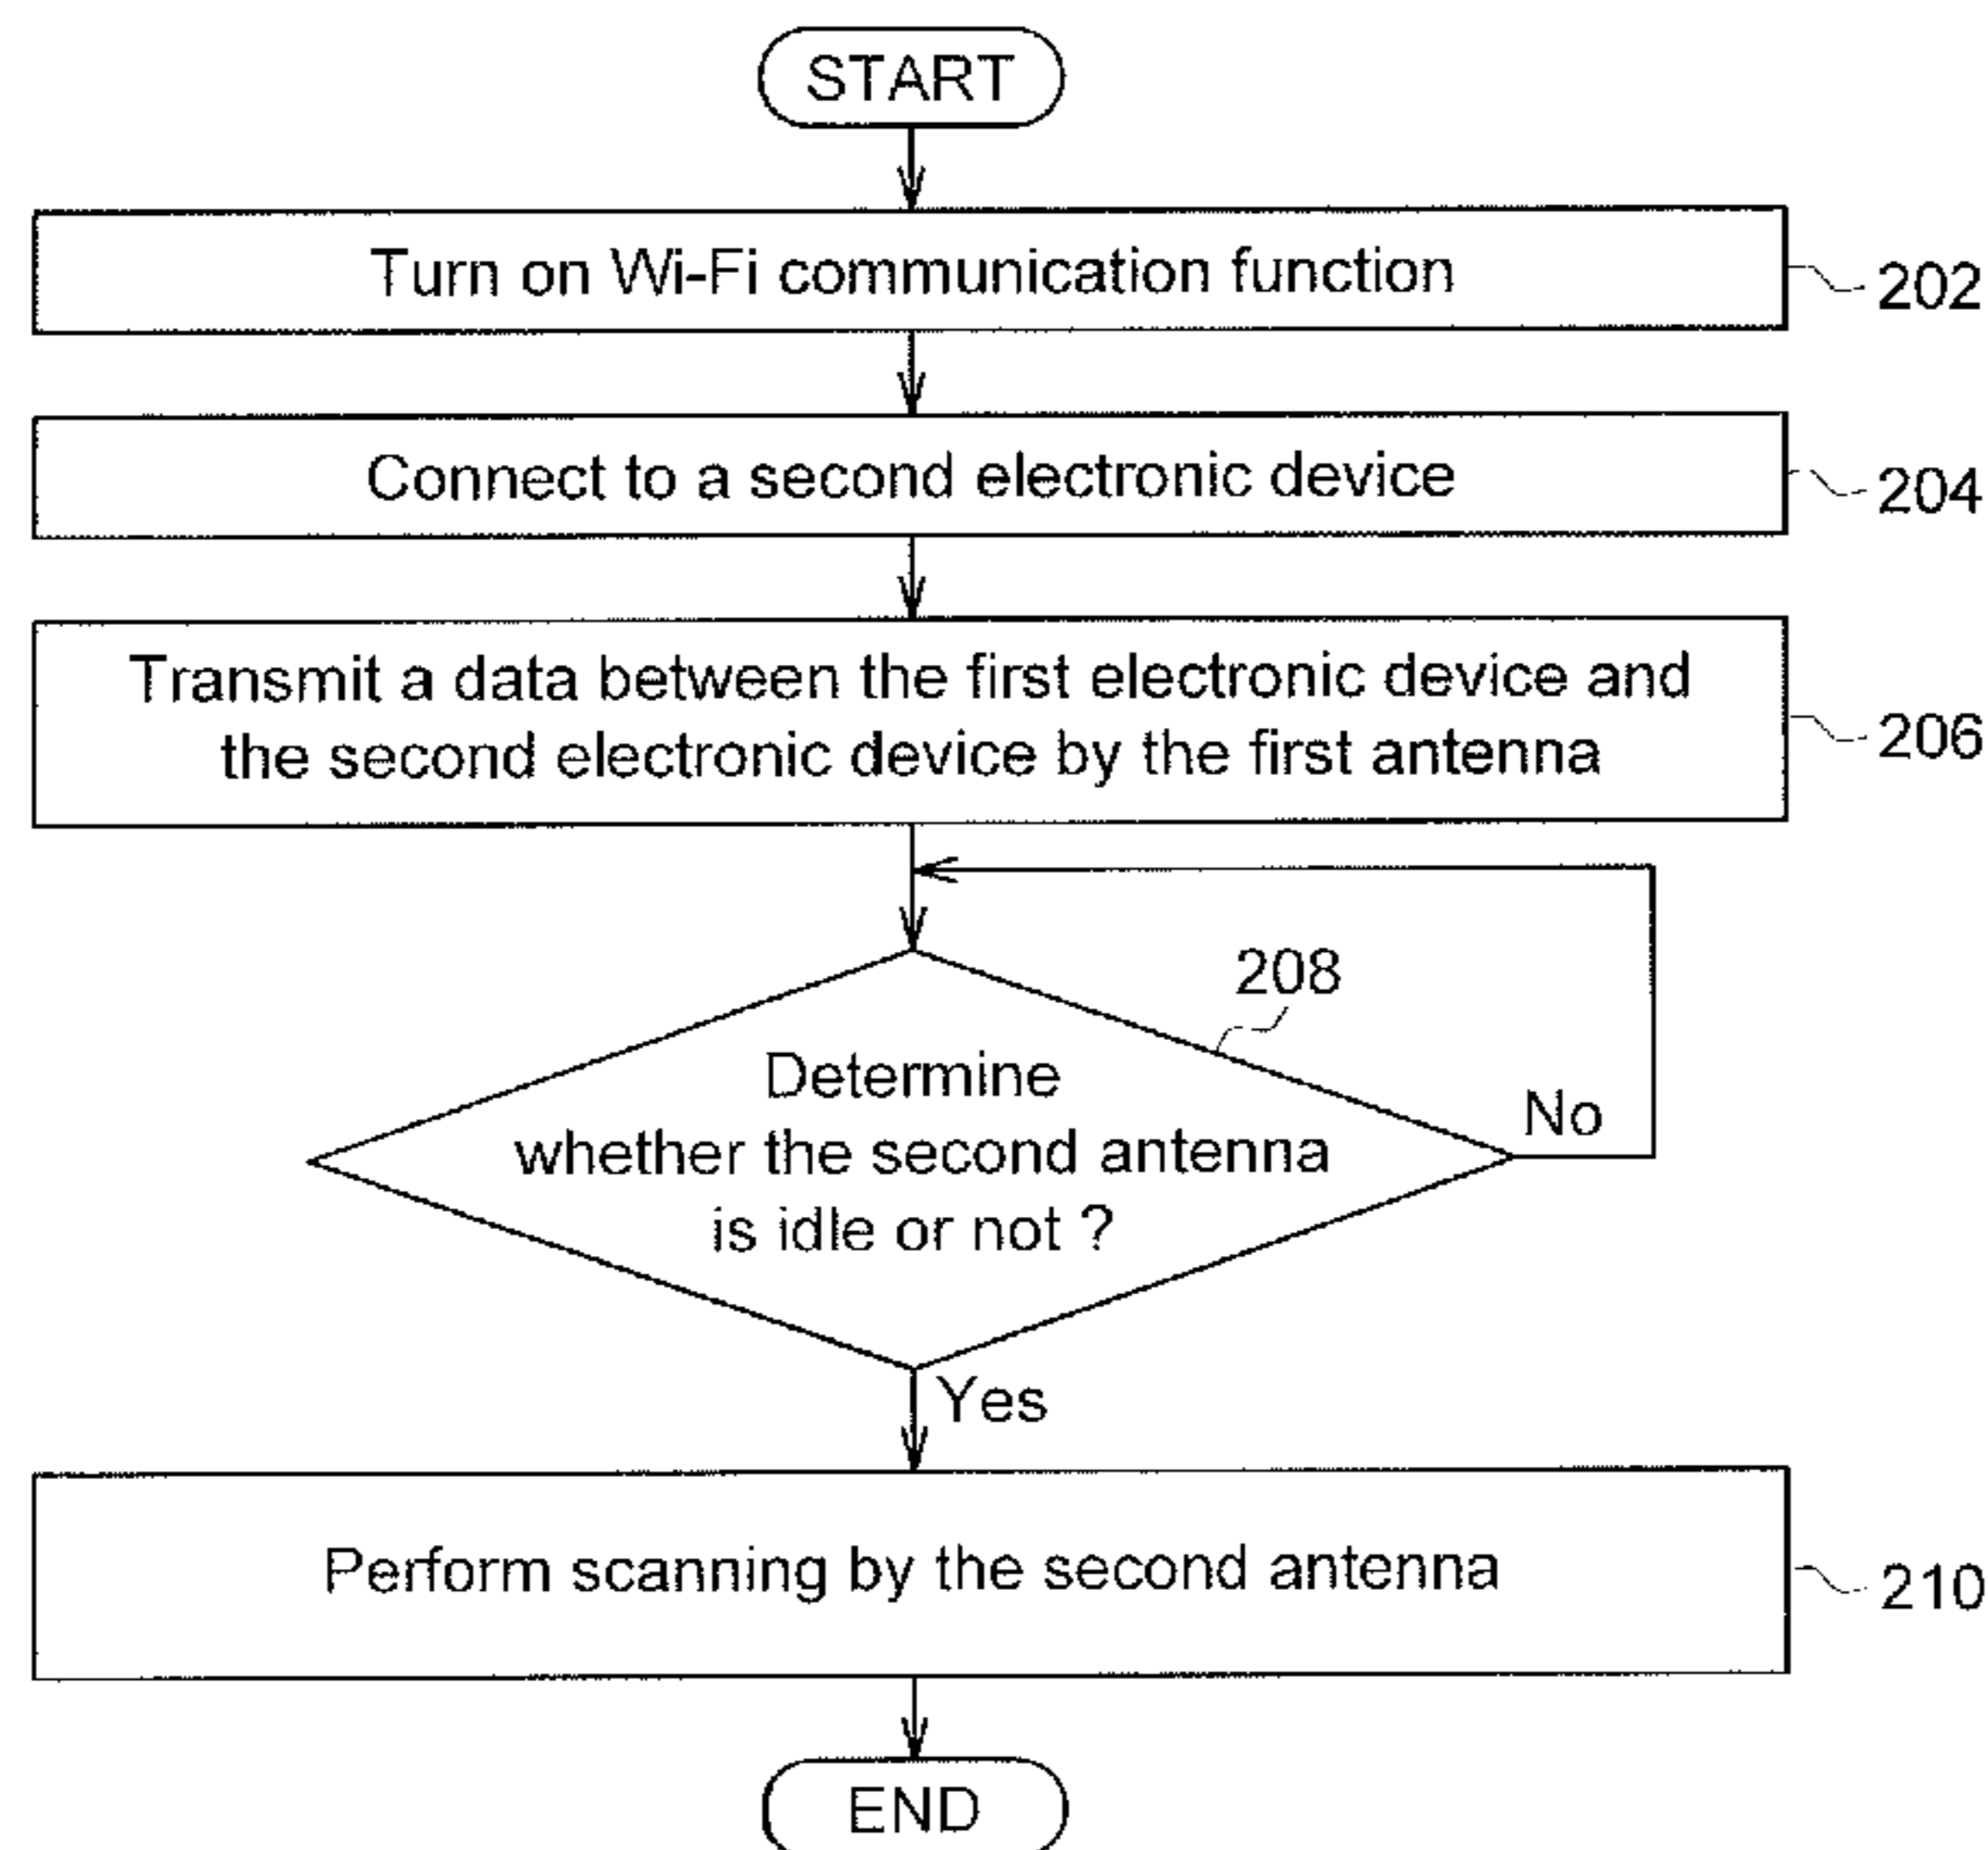 START
Turn on Wi-Fi communication function
202
Connect to a second electronic device
204
Transmit a data between the first electronic device and
the second electronic device by the first antenna
206
208
Determine
whether the second antenna
is idle or not ?
No
Yes
Perform scanning by the second antenna
210
END